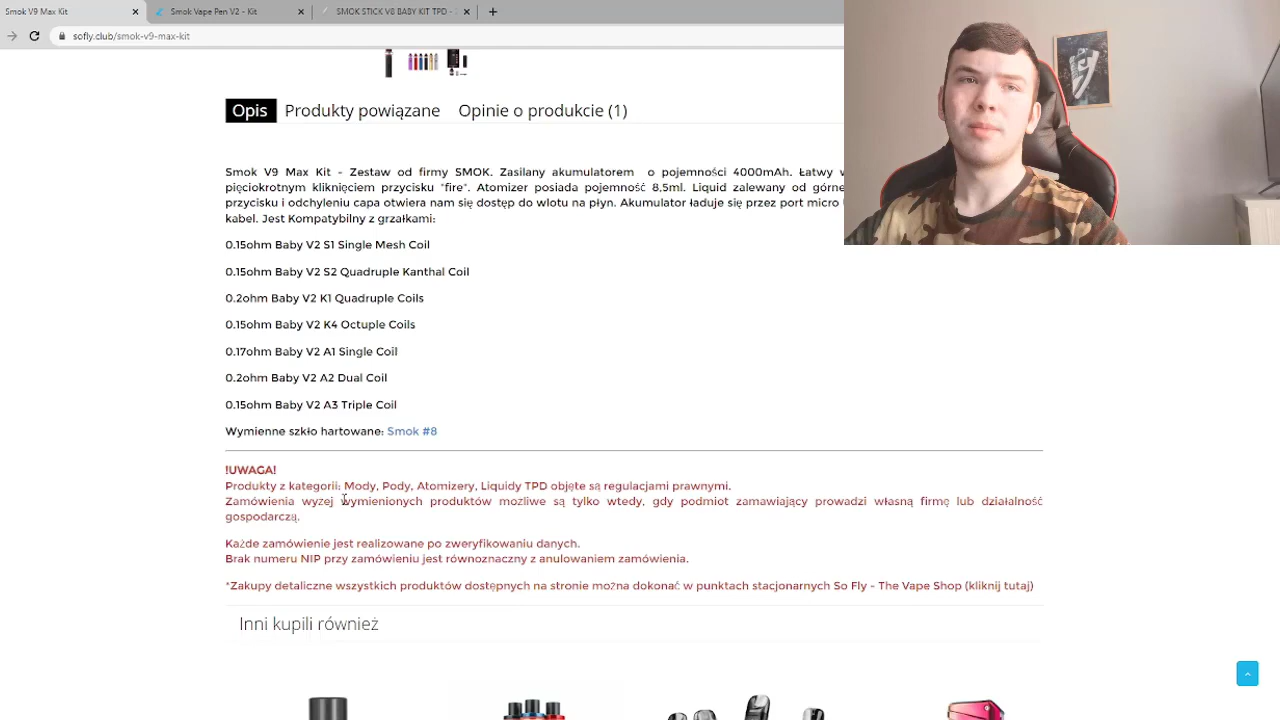 Smok V9 Max Kit
Smok Vape Pen V2 - Kit
SMOK STICK V8 BABY KIT TPD -
sofly.club/smok-v9-max-kit
Opis Produkty powiązane Opinie o produkcie (1)
Smok V9 Max Kit - Zestaw od firmy SMOK. Zasilany akumulatorem o pojemności 4000mAh. Łatwy
pięciokrotnym kliknięciem przycisku "fire". Atomizer posiada pojemność 8,5ml. Liquid zalewany od górne
przycisku i odchyleniu capa otwiera nam się dostęp do wlotu na płyn. Akumulator ładuje się przez port micro
kabel. Jest Kompatybilny z grzałkami:
0.15ohm Baby V2 S1 Single Mesh Coil
0.15ohm Baby V2 S2 Quadruple Kanthal Coil
0.2ohm Baby V2 K1 Quadruple Coils
0.15ohm Baby V2 K4 Octuple Coils
0.17ohm Baby V2 A1 Single Coil
0.2ohm Baby V2 A2 Dual Coil
0.15ohm Baby V2 A3 Triple Coil
Wymienne szkło hartowane: Smok #8
!UWAGA!
Produkty z kategorii: Mody, Pody, Atomizery, Liquidy TPD objęte są regulacjami prawnymi.
Zamówienia wyzej wymienionych produktów mozliwe są tylko wtedy, gdy podmiot zamawiający prowadzi własną firmę lub działalność
gospodarczą.
Każde zamówienie jest realizowane po zweryfikowaniu danych.
Brak numeru NIP przy zamówieniu jest równoznaczny z anulowaniem zamówienia.
*Zakupy detaliczne wszystkich produktów dostępnych na stronie można dokonać w punktach stacjonarnych So Fly - The Vape Shop (kliknij tutaj)
Inni kupili również